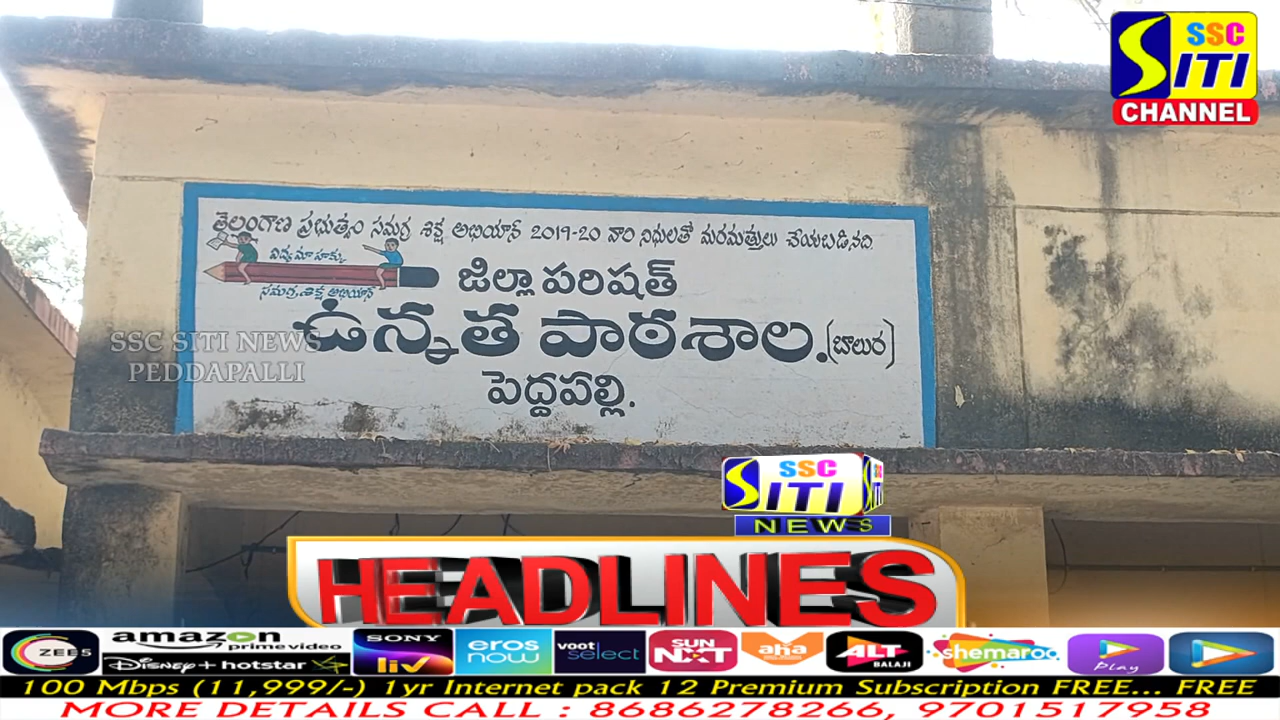 SSC
SITI
CHANNEL
తెలంగాణ ప్రభుత్వం సమగ్ర శిక్ష అభియాన్ 2019-20 వారి నిధులతో మరమత్తులు చేయబడినది.
విద్య మా హక్కు
సమగ్ర శిక్ష అభియాన్
జిల్లా పరిషత్
ఉన్నత పాఠశాల.(బాలుర)
పెద్దపల్లి.
SSC SITI NEWS
PEDDAPALLI
SSC
SITI
NEWS
HEADLINES
ZEE5
amazon
prime video
Disney+ hotstar
SONY
liv
eros
now
voot
select
SUN
NXT
aha
ALT
BALAJI
shemaroo
Play
100 Mbps (11,999/-) 1yr Internet pack 12 Premium Subscription FREE... FREE
MORE DETAILS CALL : 8686278266, 9701517958